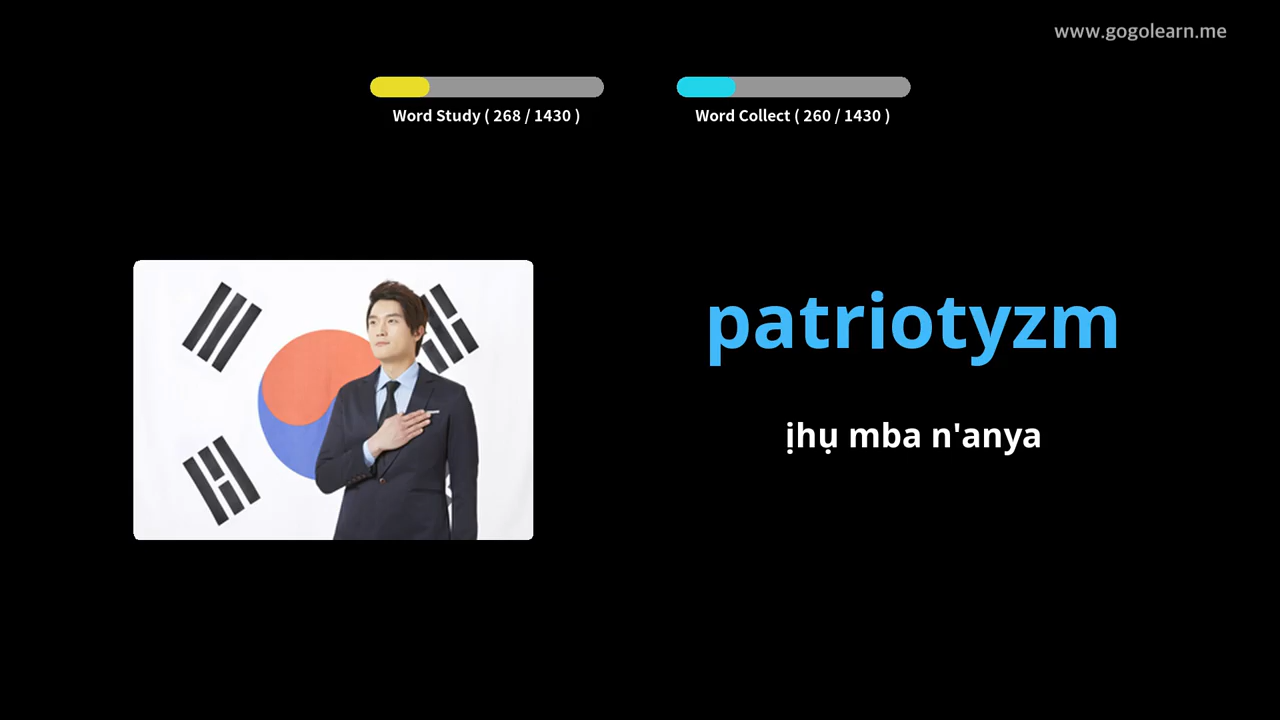 www.gogolearn.me
Word Study ( 268 / 1430 )
Word Collect ( 260 / 1430 )
patriotyzm
ịhụ mba n'anya